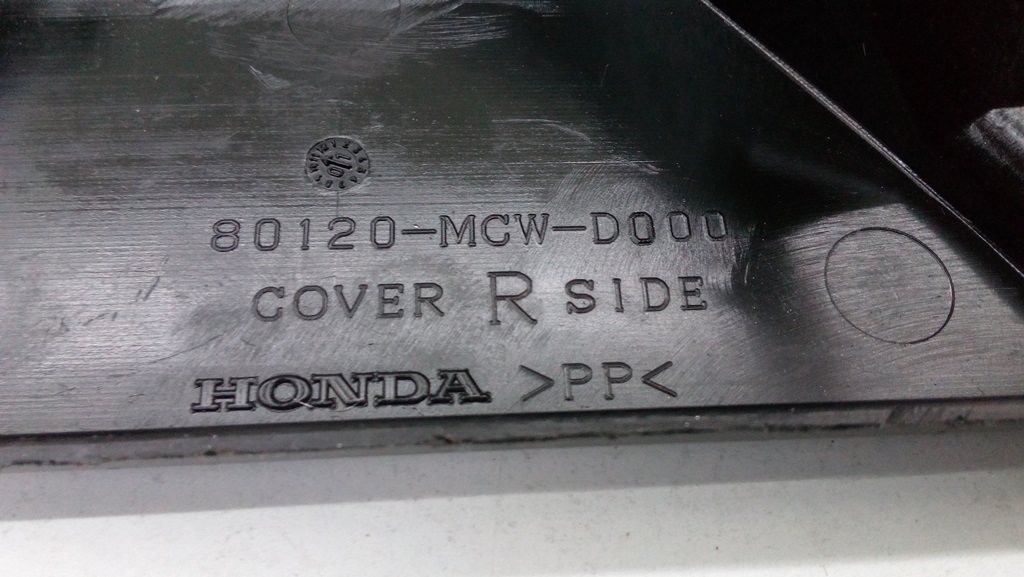 80120-MCW-D000
COVER R SIDE
HONDA >PP<